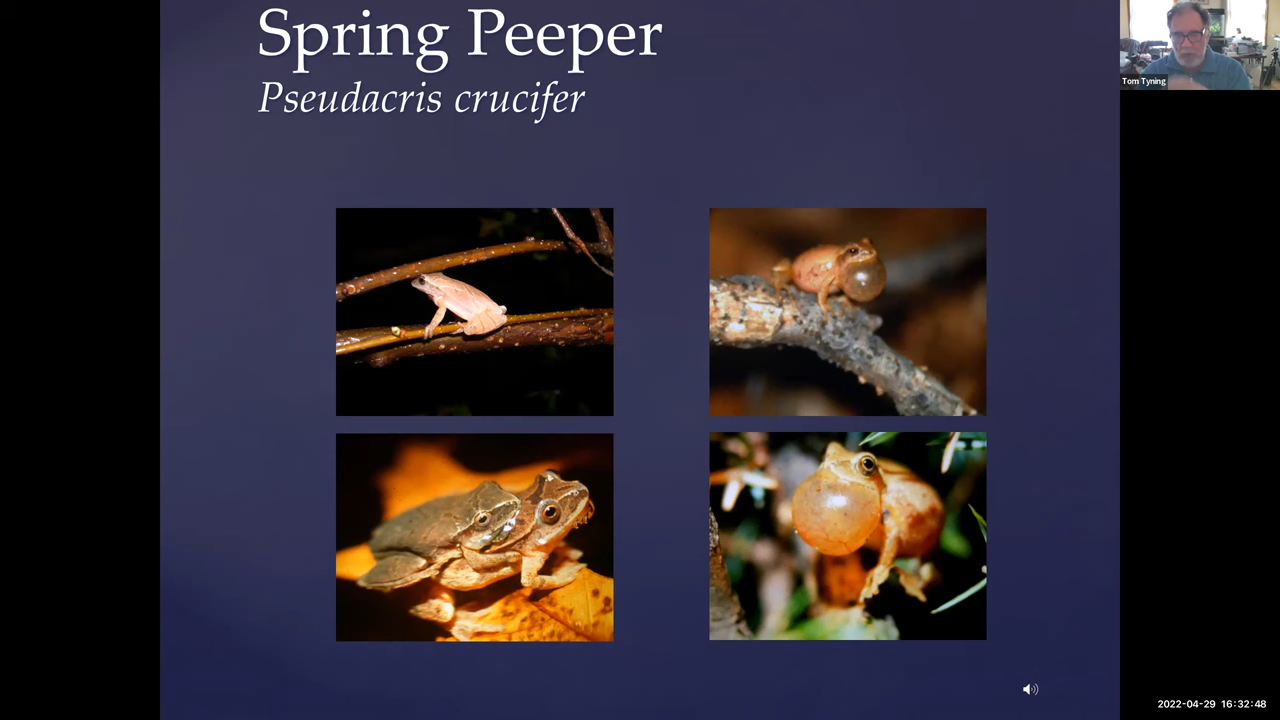 Spring Peeper
Pseudacris crucifer
Tom Tyning
2022-04-29 16:32:48